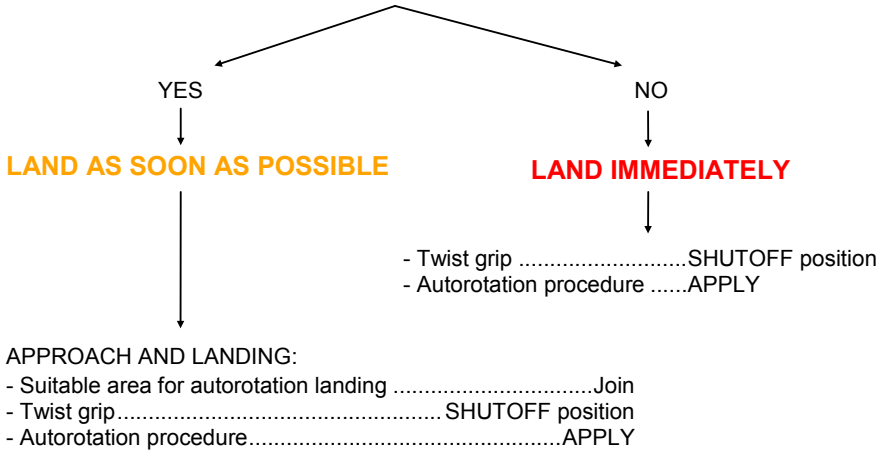 YES
NO
LAND AS SOON AS POSSIBLE
LAND IMMEDIATELY
- Twist grip ...........................SHUTOFF position
- Autorotation procedure ......APPLY
APPROACH AND LANDING:
- Suitable area for autorotation landing ................................Join
- Twist grip.................................................... SHUTOFF position
- Autorotation procedure...................................................APPLY